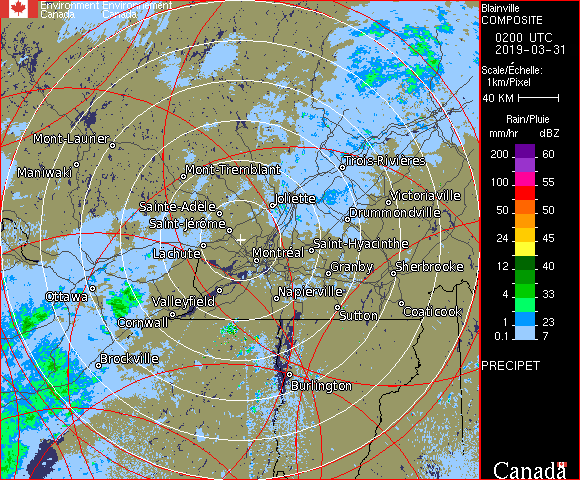 Environment Environnement
Canada Canada
Blainville
COMPOSITE
0200 UTC
2019-03-31
Scale/Échelle:
1km/Pixel
40 KM
Rain/Pluie
mm/hr dBZ
200 60
100 55
50 50
24 45
12 40
4 33
1 23
0.1 7
PRECIPET
Canada
Mont-Laurier
Maniwaki
Mont-Tremblant
Trois-Rivières
Sainte-Adèle
Joliette
Victoriaville
Saint-Jérôme
Drummondville
Lachute
Montréal
Saint-Hyacinthe
Granby
Sherbrooke
Ottawa
Valleyfield
Napierville
Cornwall
Sutton
Coaticook
Brockville
Burlington